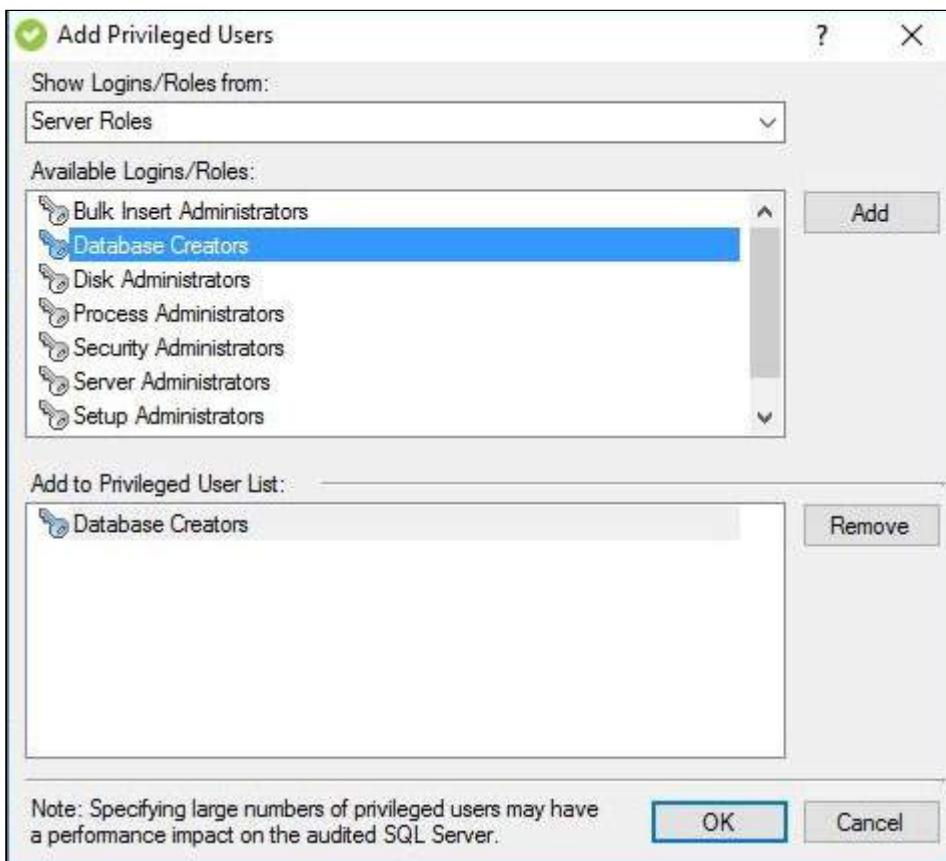 Add Privileged Users
?
Show Logins/Roles from:
Server Roles
Available Logins/Roles:
Bulk Insert Administrators
Database Creators
Disk Administrators
Process Administrators
Security Administrators
Server Administrators
Setup Administrators
Add
Add to Privileged User List:
Database Creators
Remove
Note: Specifying large numbers of privileged users may have
a performance impact on the audited SQL Server.
OK
Cancel